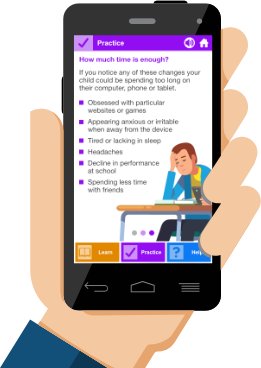 Practice
How much time is enough?
If you notice any of these changes your
child could be spending too long on
their computer, phone or tablet.
Obsessed with particular
websites or games
Appearing anxious or irritable
when away from the device
Tired or lacking in sleep
Headaches
Decline in performance
at school
Spending less time
with friends
Learn
Practice
? Help